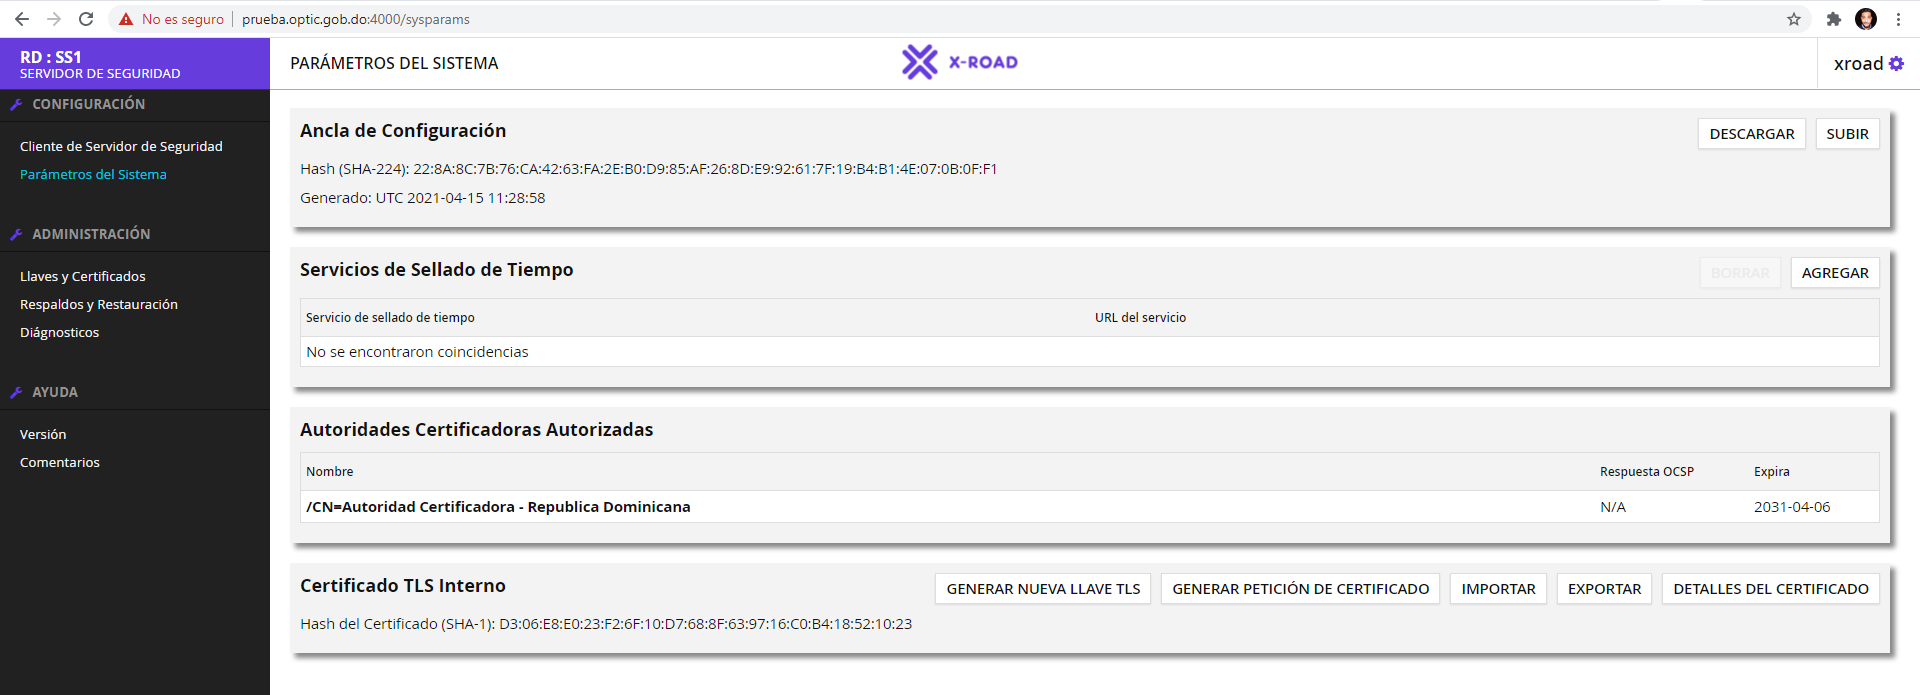 No es seguro
prueba.optic.gob.do:4000/sysparams
RD : SS1
SERVIDOR DE SEGURIDAD
PARÁMETROS DEL SISTEMA
X-ROAD
xroad
CONFIGURACIÓN
Cliente de Servidor de Seguridad
Parámetros del Sistema
ADMINISTRACIÓN
Llaves y Certificados
Respaldos y Restauración
Diágnosticos
AYUDA
Versión
Comentarios
Ancla de Configuración
DESCARGAR
SUBIR
Hash (SHA-224): 22:8A:8C:7B:76:CA:42:63:FA:2E:B0:D9:85:AF:26:8D:E9:92:61:7F:19:B4:B1:4E:07:0B:0F:F1
Generado: UTC 2021-04-15 11:28:58
Servicios de Sellado de Tiempo
BORRAR
AGREGAR
Servicio de sellado de tiempo
URL del servicio
No se encontraron coincidencias
Autoridades Certificadoras Autorizadas
Nombre
Respuesta OCSP
Expira
/CN=Autoridad Certificadora - Republica Dominicana
N/A
2031-04-06
Certificado TLS Interno
GENERAR NUEVA LLAVE TLS
GENERAR PETICIÓN DE CERTIFICADO
IMPORTAR
EXPORTAR
DETALLES DEL CERTIFICADO
Hash del Certificado (SHA-1): D3:06:E8:E0:23:F2:6F:10:D7:68:8F:63:97:16:C0:B4:18:52:10:23